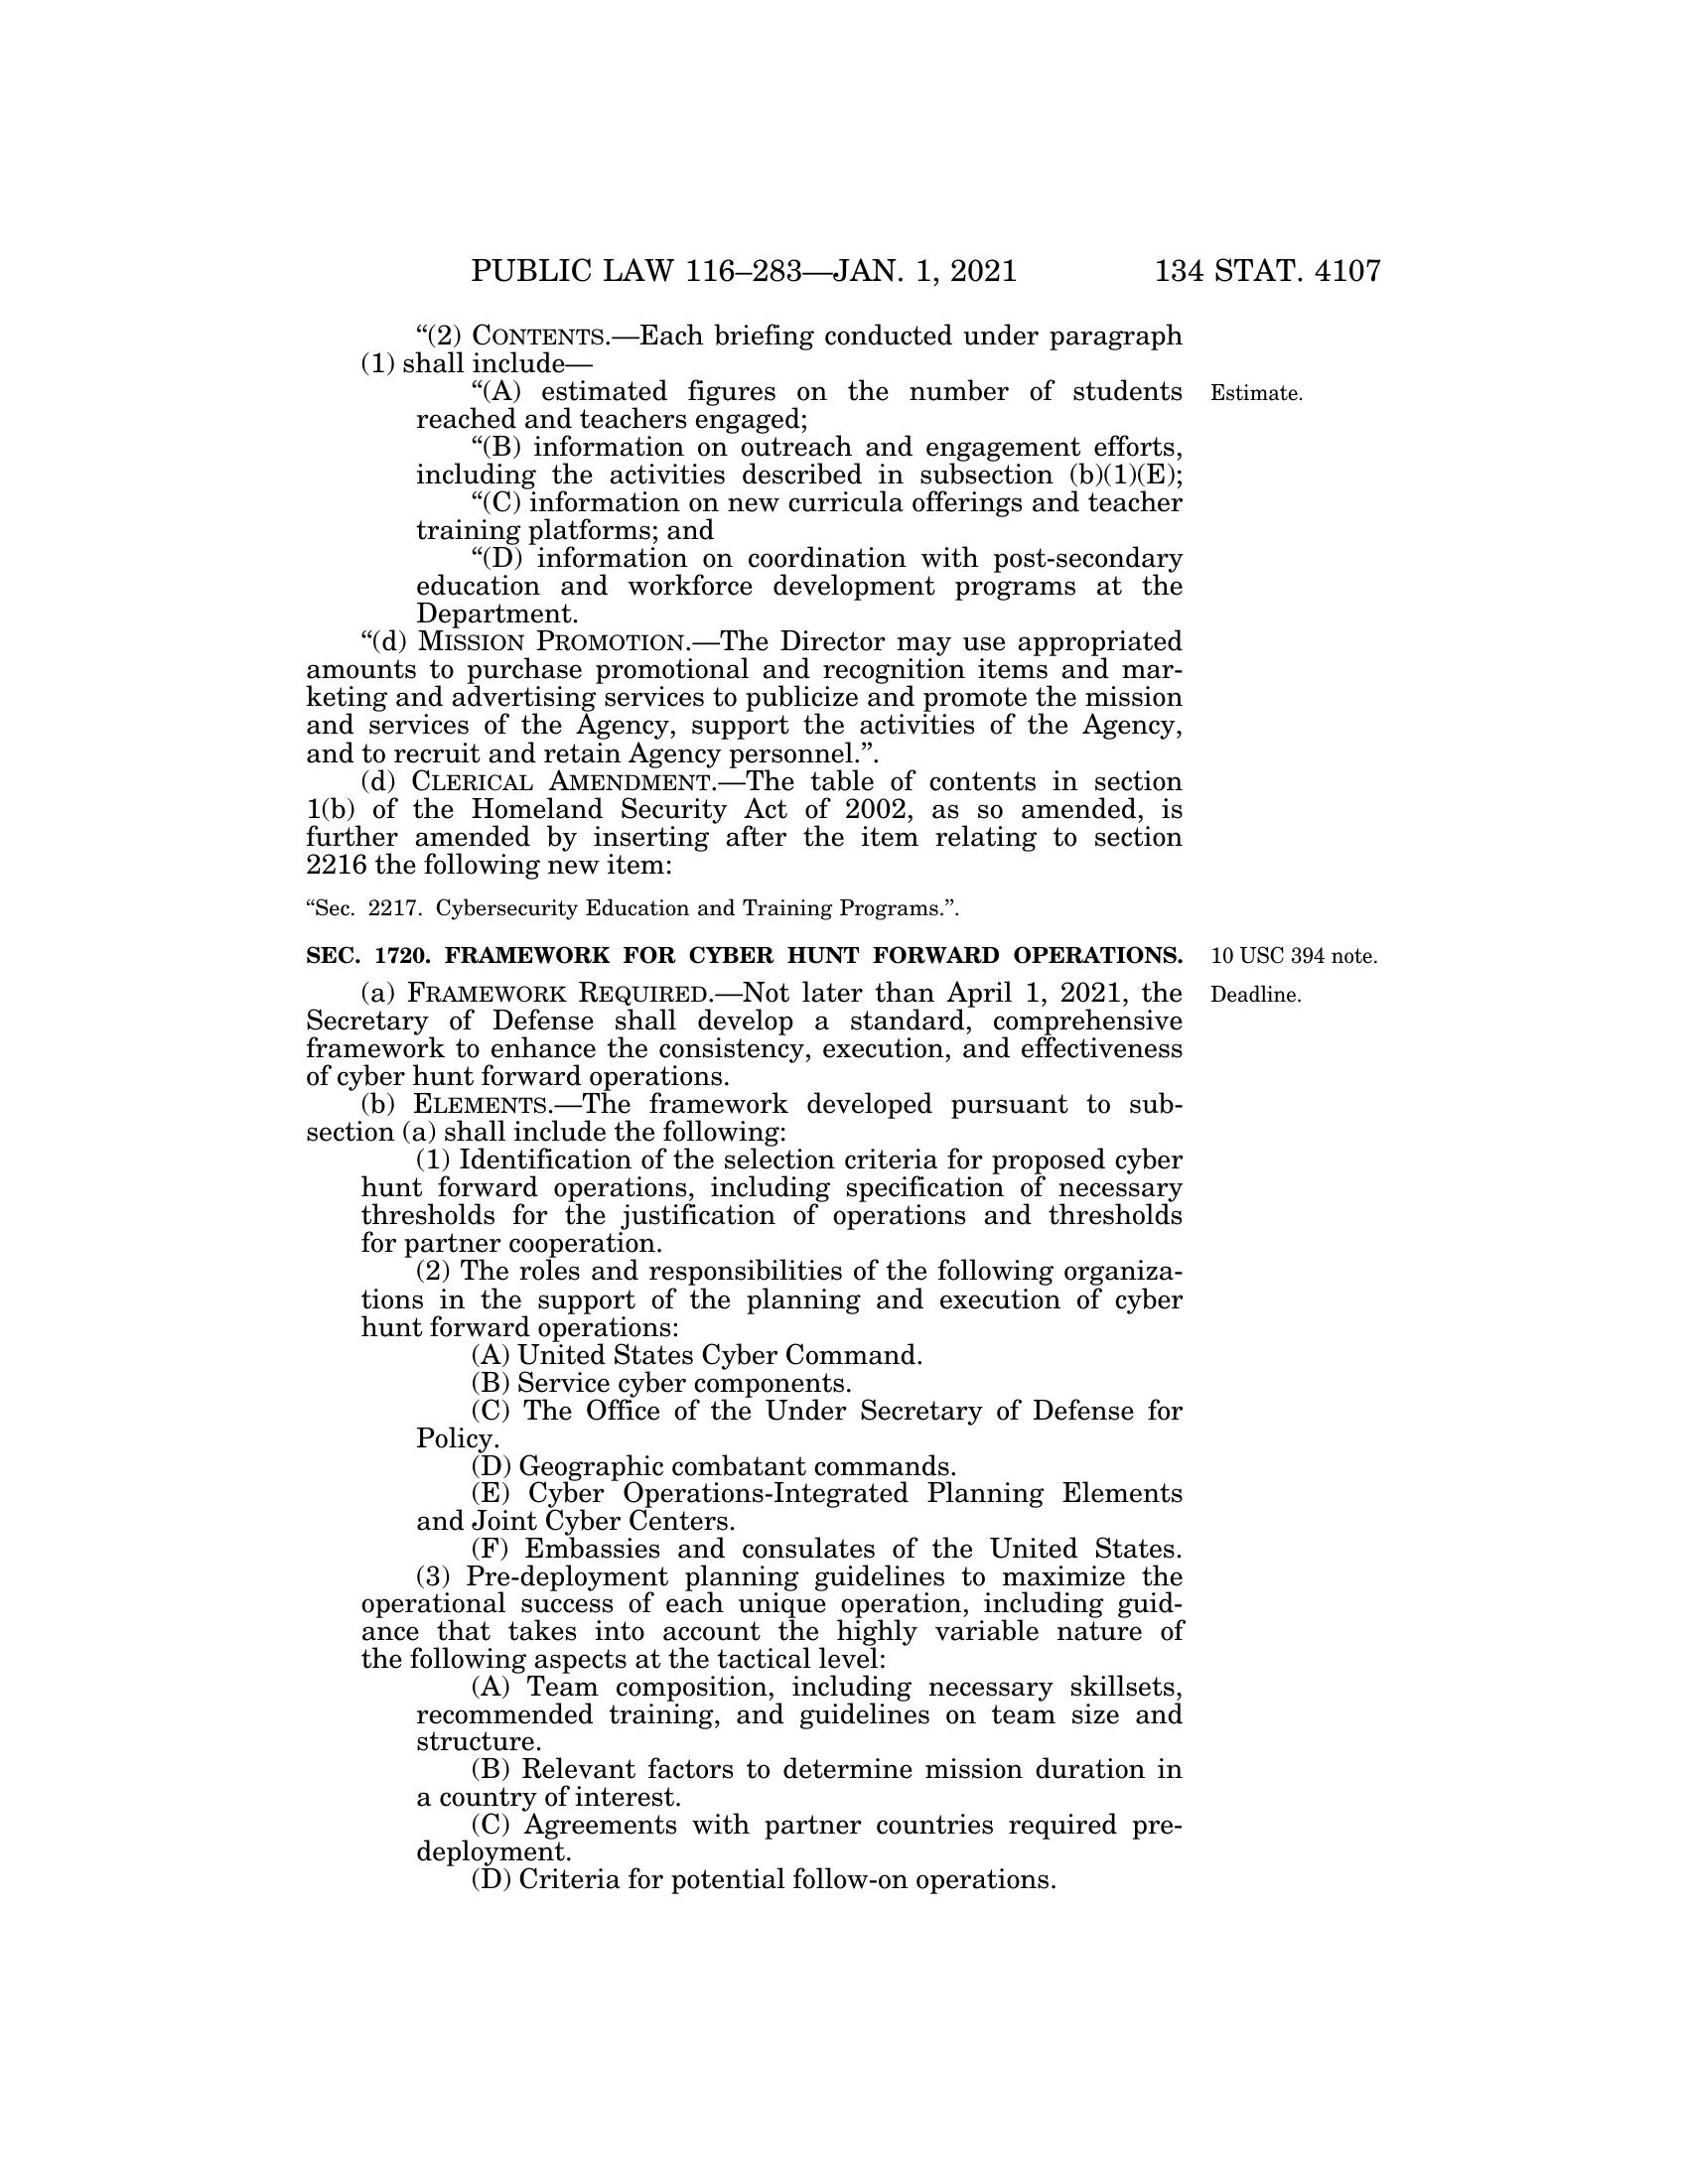 PUBLIC LAW 116–283—JAN. 1, 2021 134 STAT. 4107
“(2) CONTENTS.—Each briefing conducted under paragraph
(1) shall include—
“(A) estimated figures on the number of students Estimate.
reached and teachers engaged;
“(B) information on outreach and engagement efforts,
including the activities described in subsection (b)(1)(E);
“(C) information on new curricula offerings and teacher
training platforms; and
“(D) information on coordination with post-secondary
education and workforce development programs at the
Department.
“(d) MISSION PROMOTION.—The Director may use appropriated
amounts to purchase promotional and recognition items and mar-
keting and advertising services to publicize and promote the mission
and services of the Agency, support the activities of the Agency,
and to recruit and retain Agency personnel.”.
(d) CLERICAL AMENDMENT.—The table of contents in section
1(b) of the Homeland Security Act of 2002, as so amended, is
further amended by inserting after the item relating to section
2216 the following new item:
“Sec. 2217. Cybersecurity Education and Training Programs.”.
SEC. 1720. FRAMEWORK FOR CYBER HUNT FORWARD OPERATIONS. 10 USC 394 note.
(a) FRAMEWORK REQUIRED.—Not later than April 1, 2021, the Deadline.
Secretary of Defense shall develop a standard, comprehensive
framework to enhance the consistency, execution, and effectiveness
of cyber hunt forward operations.
(b) ELEMENTS.—The framework developed pursuant to sub-
section (a) shall include the following:
(1) Identification of the selection criteria for proposed cyber
hunt forward operations, including specification of necessary
thresholds for the justification of operations and thresholds
for partner cooperation.
(2) The roles and responsibilities of the following organiza-
tions in the support of the planning and execution of cyber
hunt forward operations:
(A) United States Cyber Command.
(B) Service cyber components.
(C) The Office of the Under Secretary of Defense for
Policy.
(D) Geographic combatant commands.
(E) Cyber Operations-Integrated Planning Elements
and Joint Cyber Centers.
(F) Embassies and consulates of the United States.
(3) Pre-deployment planning guidelines to maximize the
operational success of each unique operation, including guid-
ance that takes into account the highly variable nature of
the following aspects at the tactical level:
(A) Team composition, including necessary skillsets,
recommended training, and guidelines on team size and
structure.
(B) Relevant factors to determine mission duration in
a country of interest.
(C) Agreements with partner countries required pre-
deployment.
(D) Criteria for potential follow-on operations.